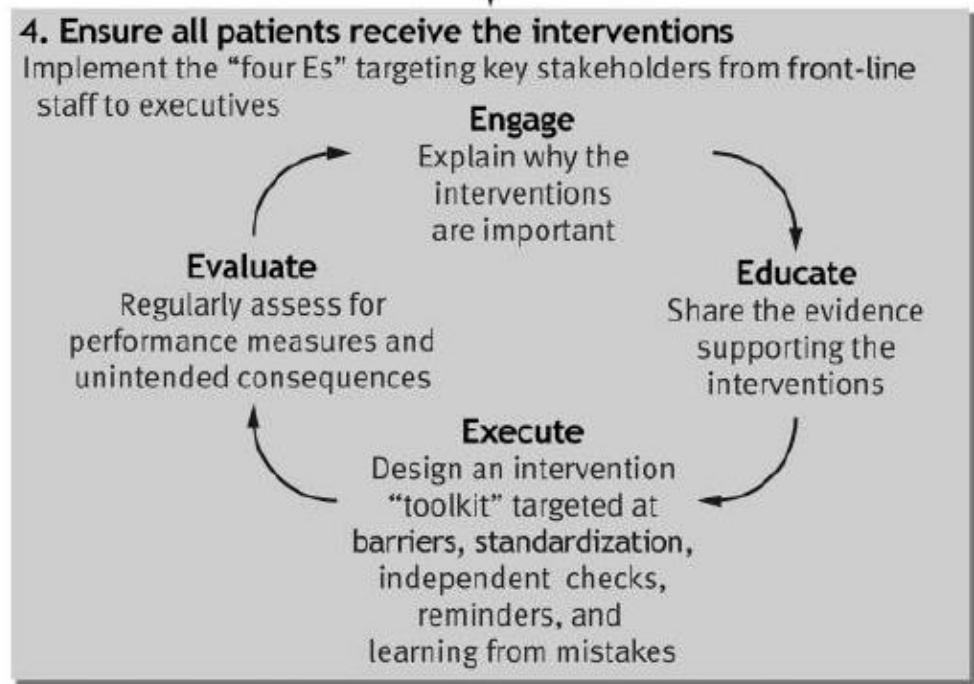 4. Ensure all patients receive the interventions
Implement the “four Es” targeting key stakeholders from front-line
staff to executives
Engage
Explain why the
interventions
are important
Educate
Share the evidence
supporting the
interventions
Execute
Design an intervention
“toolkit” targeted at
barriers, standardization,
independent checks,
reminders, and
learning from mistakes
Evaluate
Regularly assess for
performance measures and
unintended consequences